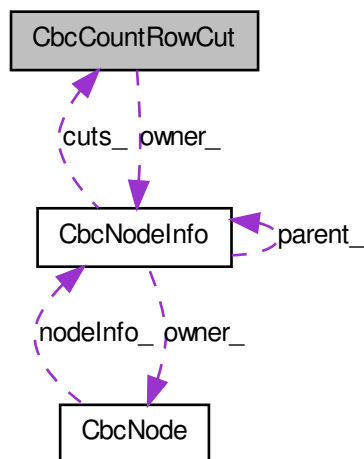 CbcCountRowCut
cuts_ owner_
CbcNodeInfo
parent_
nodeInfo_ owner_
CbcNode